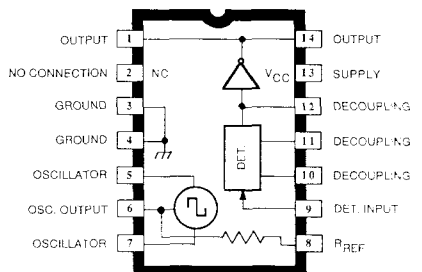 OUTPUT 1 14 OUTPUT
NO CONNECTION 2 NC VCC 13 SUPPLY
GROUND 3 12 DECOUPLING
GROUND 4 DET. 11 DECOUPLING
OSCILLATOR 5 10 DECOUPLING
OSC. OUTPUT 6 9 DET. INPUT
OSCILLATOR 7 8 RREF